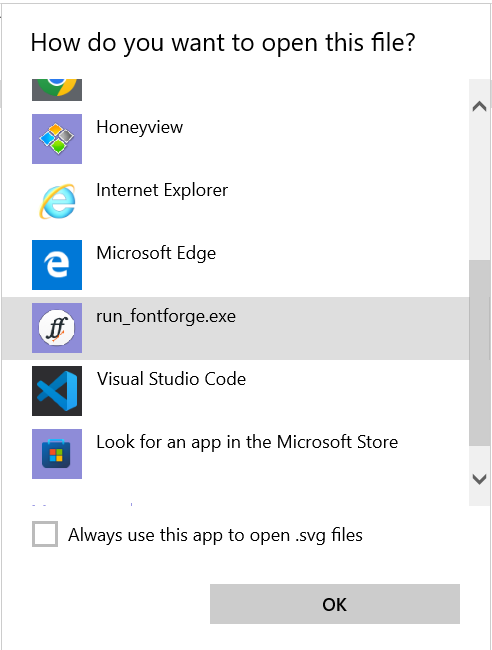 How do you want to open this file?
Honeyview
Internet Explorer
Microsoft Edge
ff
run_fontforge.exe
Visual Studio Code
Look for an app in the Microsoft Store
Always use this app to open .svg files
OK